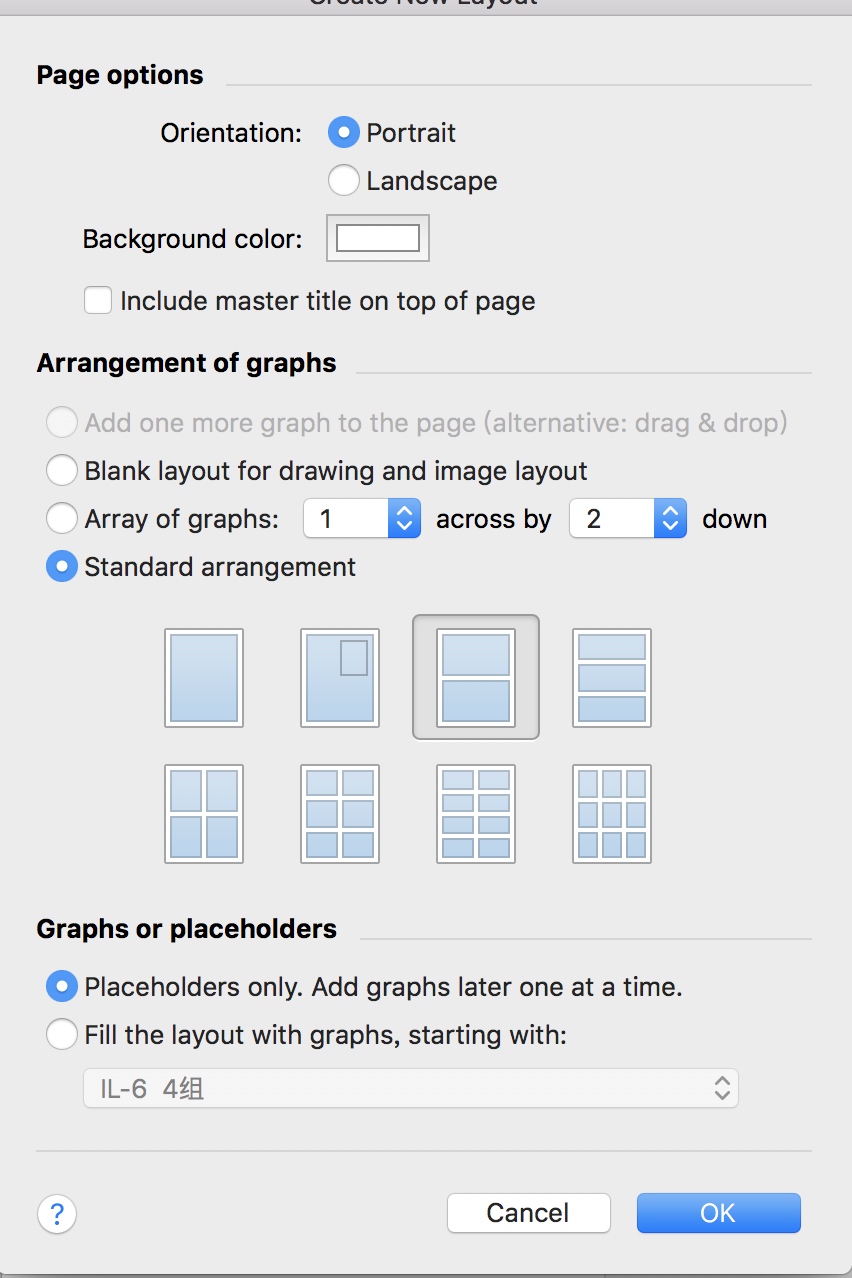 Create New Layout
Page options
Orientation: Portrait
Landscape
Background color:
Include master title on top of page
Arrangement of graphs
Add one more graph to the page (alternative: drag & drop)
Blank layout for drawing and image layout
Array of graphs: 1 across by 2 down
Standard arrangement
Graphs or placeholders
Placeholders only. Add graphs later one at a time.
Fill the layout with graphs, starting with:
IL-6 4组
? Cancel OK